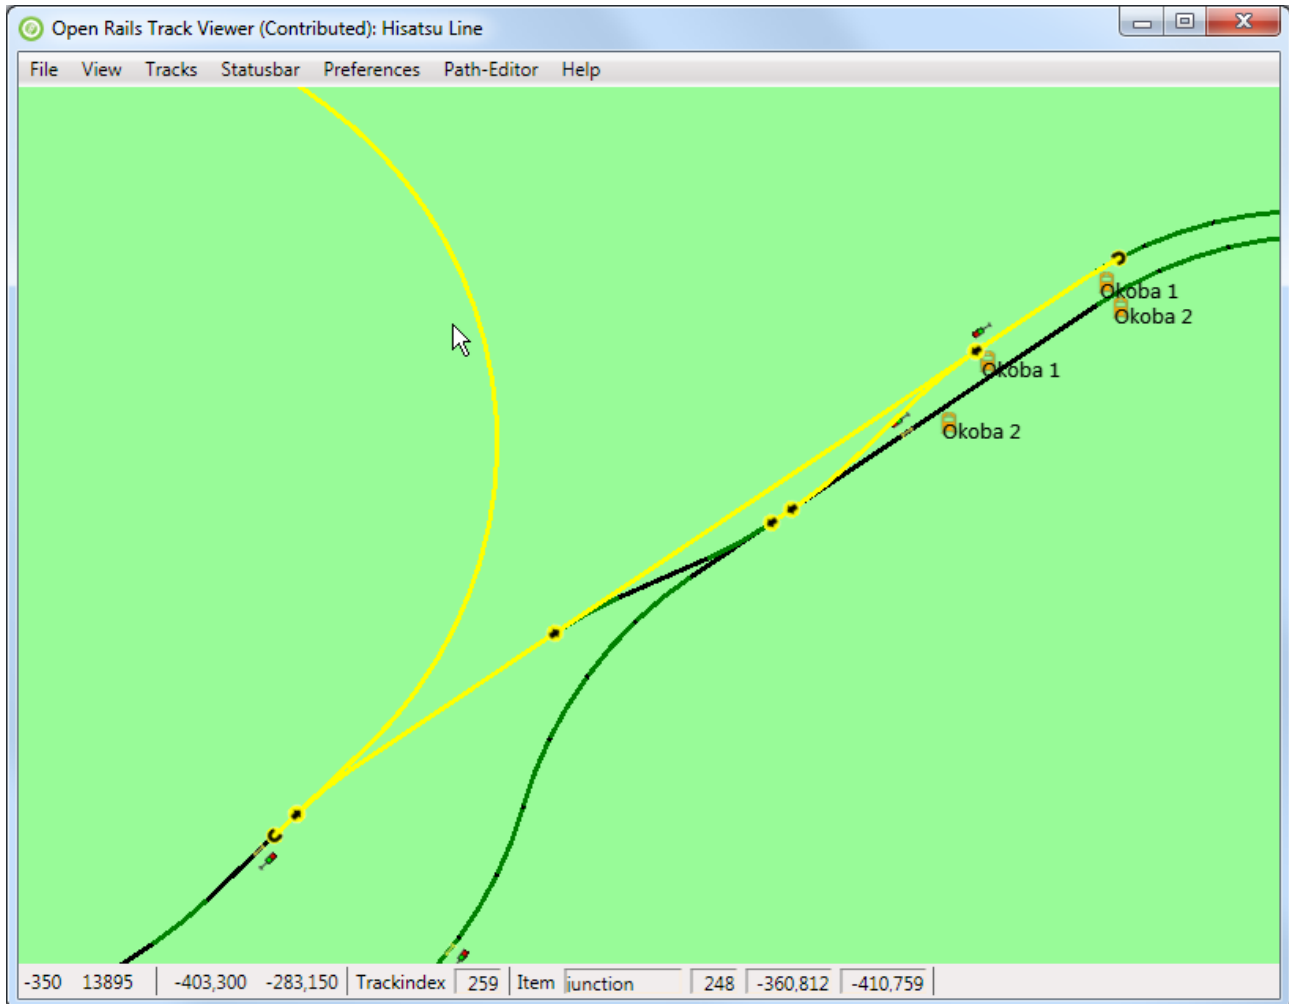 Open Rails Track Viewer (Contributed): Hisatsu Line
File View Tracks Statusbar Preferences Path-Editor Help
Okoba 1
Okoba 2
Okoba 1
Okoba 2
-350 13895 -403,300 -283,150 Trackindex 259 Item junction 248 -360,812 -410,759